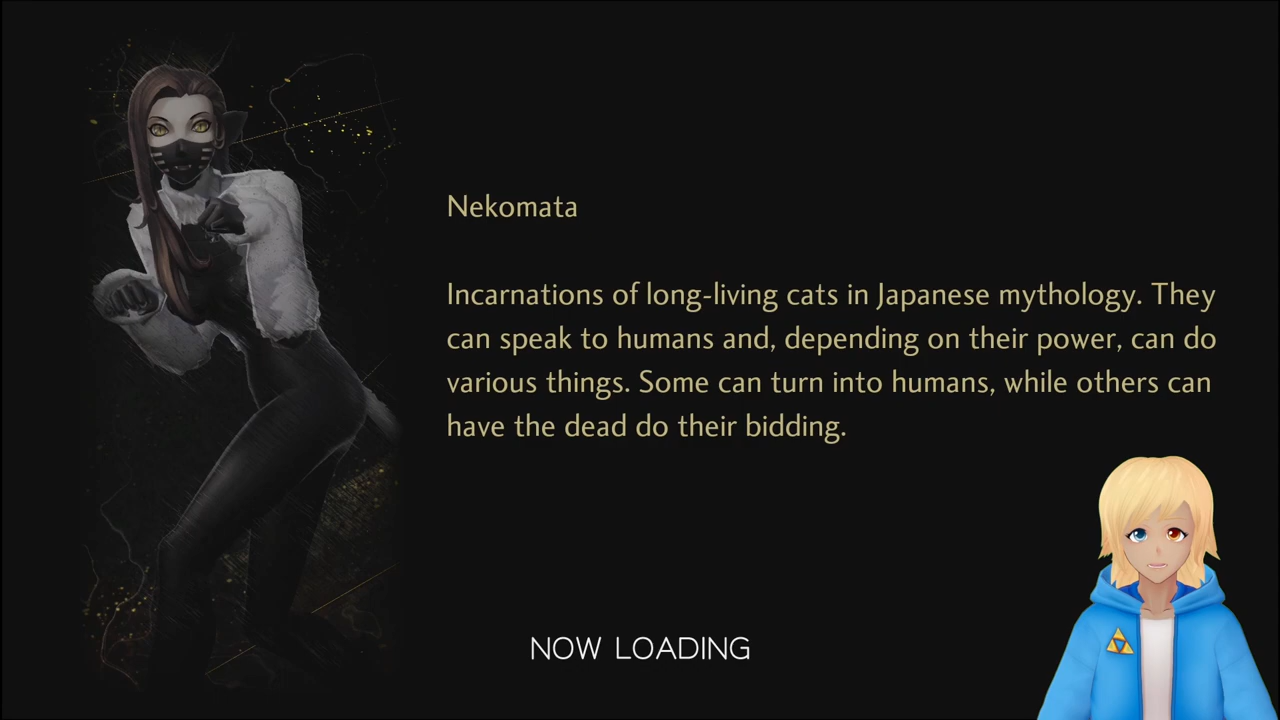 Nekomata
Incarnations of long-living cats in Japanese mythology. They
can speak to humans and, depending on their power, can do
various things. Some can turn into humans, while others can
have the dead do their bidding.
NOW LOADING